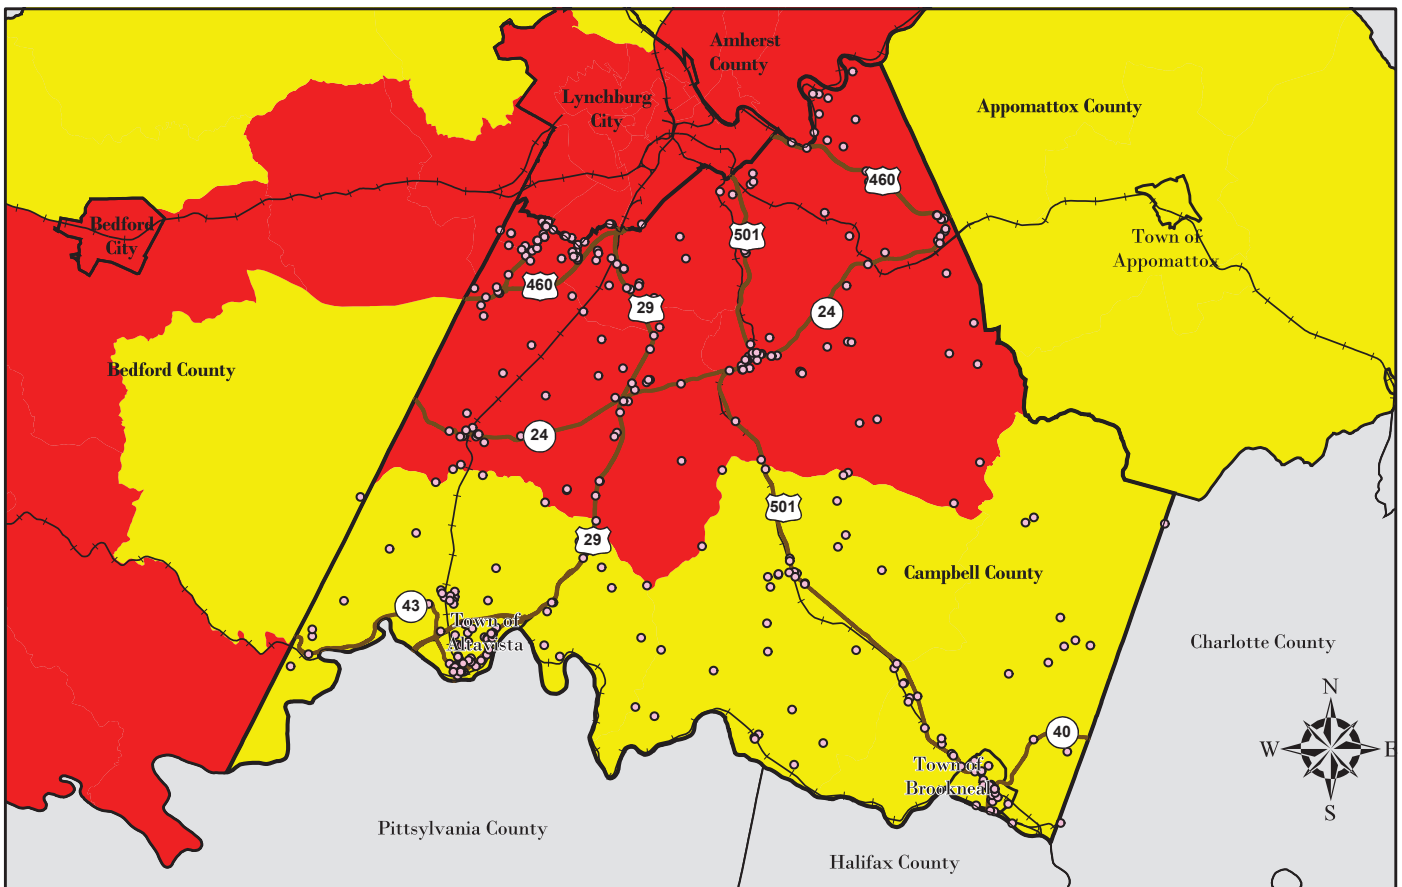 Amherst
County
Lynchburg
City
Appomattox County
460
Bedford
City
501
Town of
Appomattox
460
29
24
Bedford County
24
501
29
Campbell County
43
Town of
Altavista
Charlotte County
N
W
E
S
40
Town of
Brookneal
Pittsylvania County
Halifax County